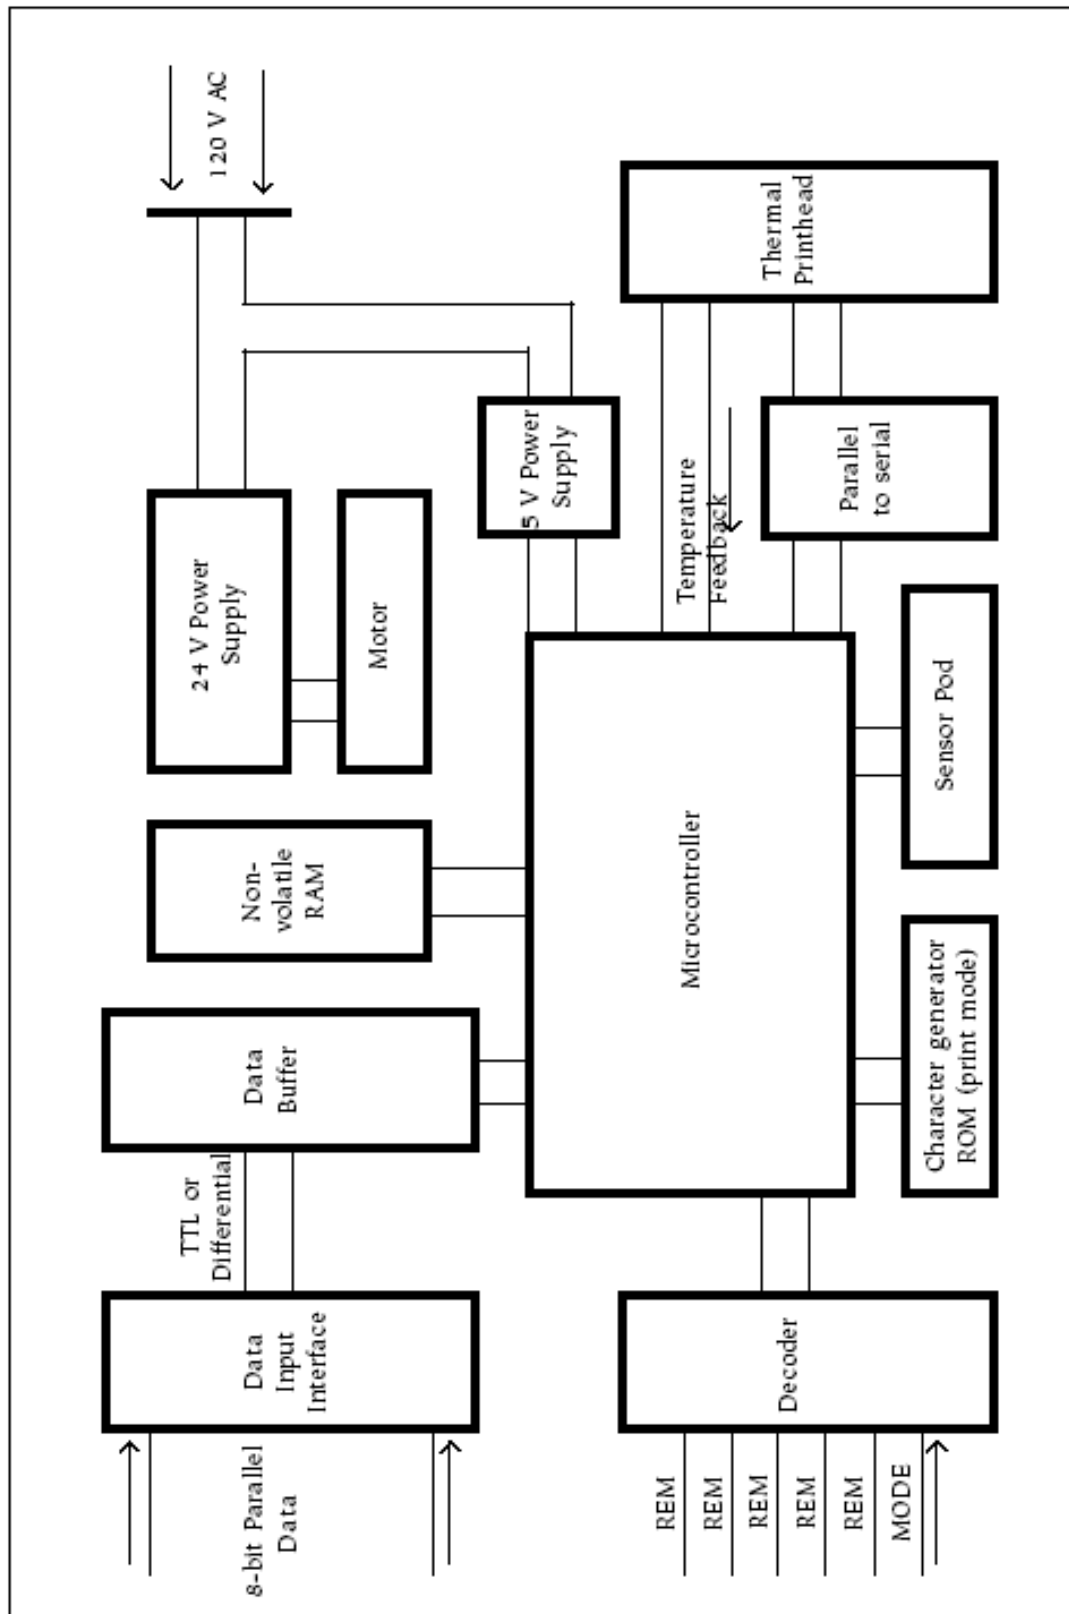 8-bit Parallel
Data
Data
Input
Interface
TTL or
Differential
Data
Buffer
Non-
volatile
RAM
24 V Power
Supply
Motor
120 V AC
5 V Power
Supply
Microcontroller
Temperature
Feedback
Thermal
Printhead
Parallel
to serial
Sensor Pod
Character generator
ROM (print mode)
Decoder
REM
REM
REM
REM
REM
MODE